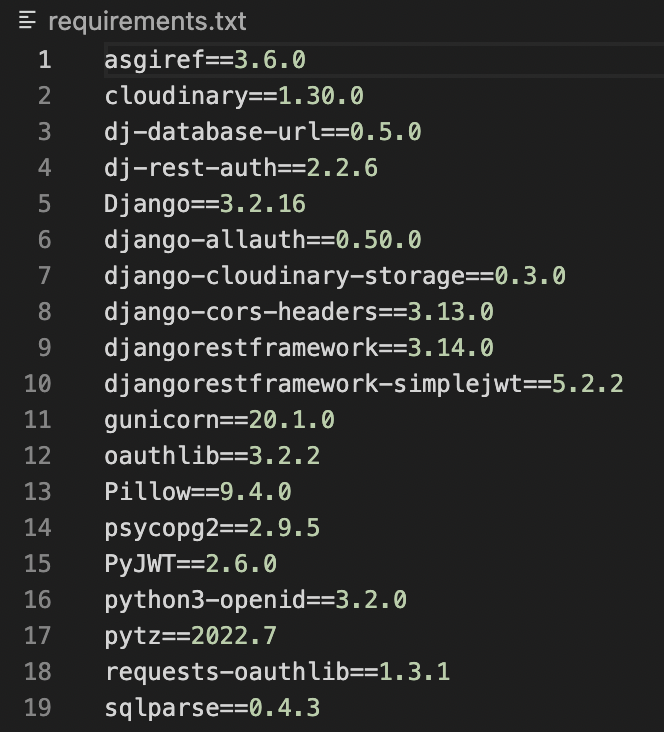 requirements.txt
1 asgiref==3.6.0
2 cloudinary==1.30.0
3 dj-database-url==0.5.0
4 dj-rest-auth==2.2.6
5 Django==3.2.16
6 django-allauth==0.50.0
7 django-cloudinary-storage==0.3.0
8 django-cors-headers==3.13.0
9 djangorestframework==3.14.0
10 djangorestframework-simplejwt==5.2.2
11 gunicorn==20.1.0
12 oauthlib==3.2.2
13 Pillow==9.4.0
14 psycopg2==2.9.5
15 PyJWT==2.6.0
16 python3-openid==3.2.0
17 pytz==2022.7
18 requests-oauthlib==1.3.1
19 sqlparse==0.4.3